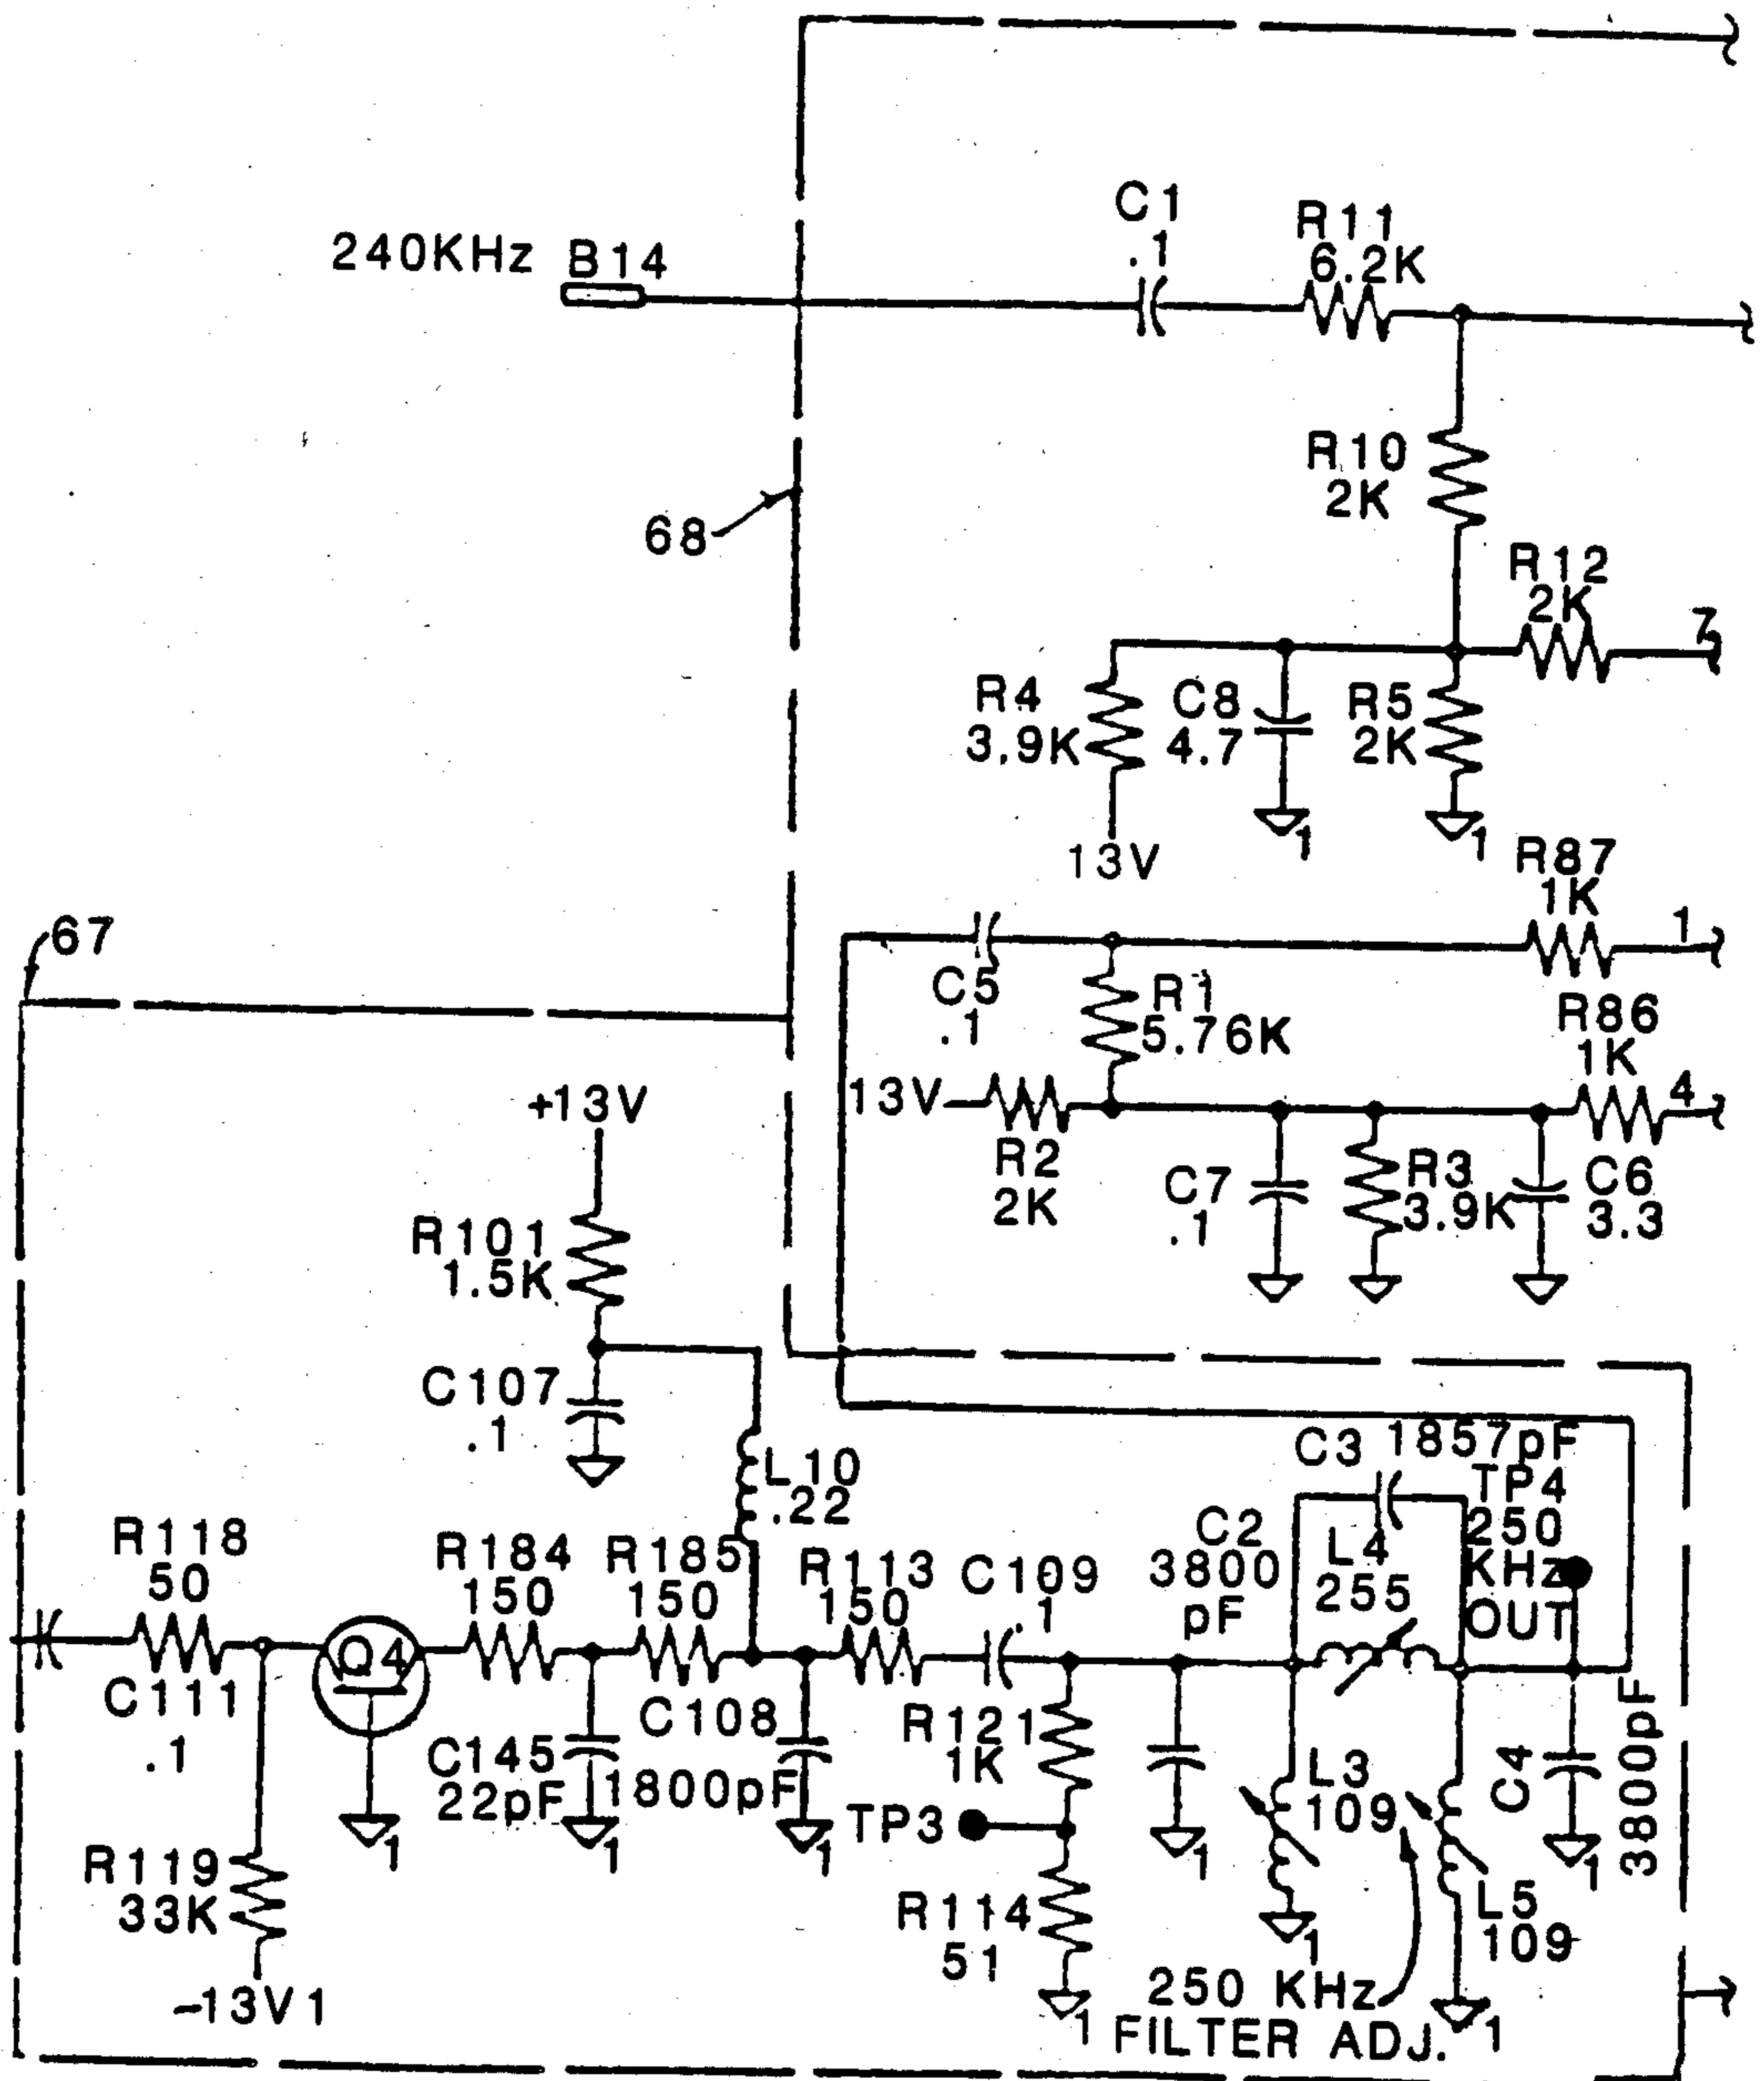 C1
.1
R11
6.2K
240KHz B14
R10
2K
68
R12
2K
7
R4
3.9K
C8
4.7
R5
2K
1
1
13V
R87
1K
1
67
C5
.1
R1
5.76K
R86
1K
4
+13V
13V
R2
2K
C7
.1
R3
3.9K
C6
3.3
R101
1.5K
C107
.1
L10
.22
C3 1857pF
TP4
250
KHz
OUT
R118
50
R184
150
R185
150
R113
150
C109
.1
C2
3800
pF
L4
255
Q4
C111
.1
C145
22pF
C108
1800pF
R121
1K
TP3
L3
109
C4
3800pF
1
1
1
1
1
R119
33K
-13V1
R114
51
1
1
L5
109
250 KHz
FILTER ADJ.
1